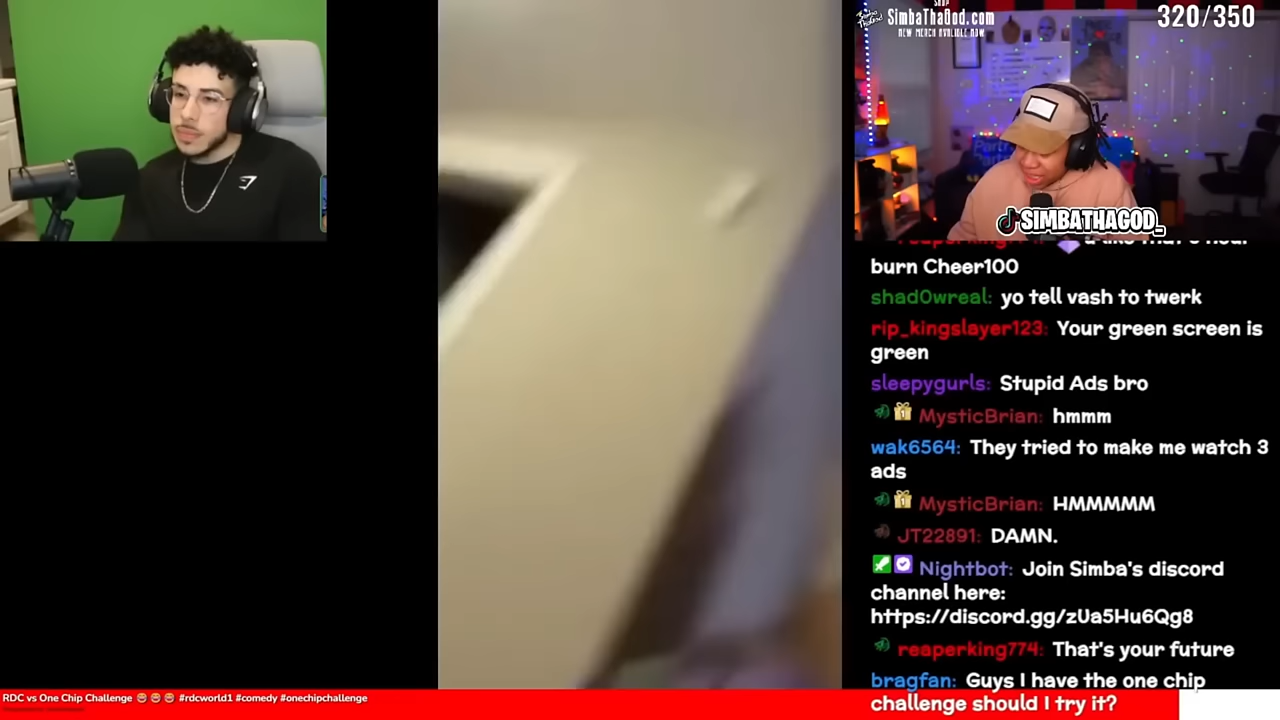 SHOP
SimbaThaGod.com
NEW MERCH AVALIBLE NOW
320/350
SIMBATHAGOD_
burn Cheer100
shad0wreal: yo tell vash to twerk
rip_kingslayer123: Your green screen is
green
sleepygurls: Stupid Ads bro
MysticBrian: hmmm
wak6564: They tried to make me watch 3
ads
MysticBrian: HMMMMM
JT22891: DAMN.
Nightbot: Join Simba's discord
channel here:
https://discord.gg/zUa5Hu6Qg8
reaperking774: That's your future
bragfan: Guys I have the one chip
challenge should I try it?
RDC vs One Chip Challenge 🍔 🍔 🍔 #rdcworld1 #comedy #onechipchallenge